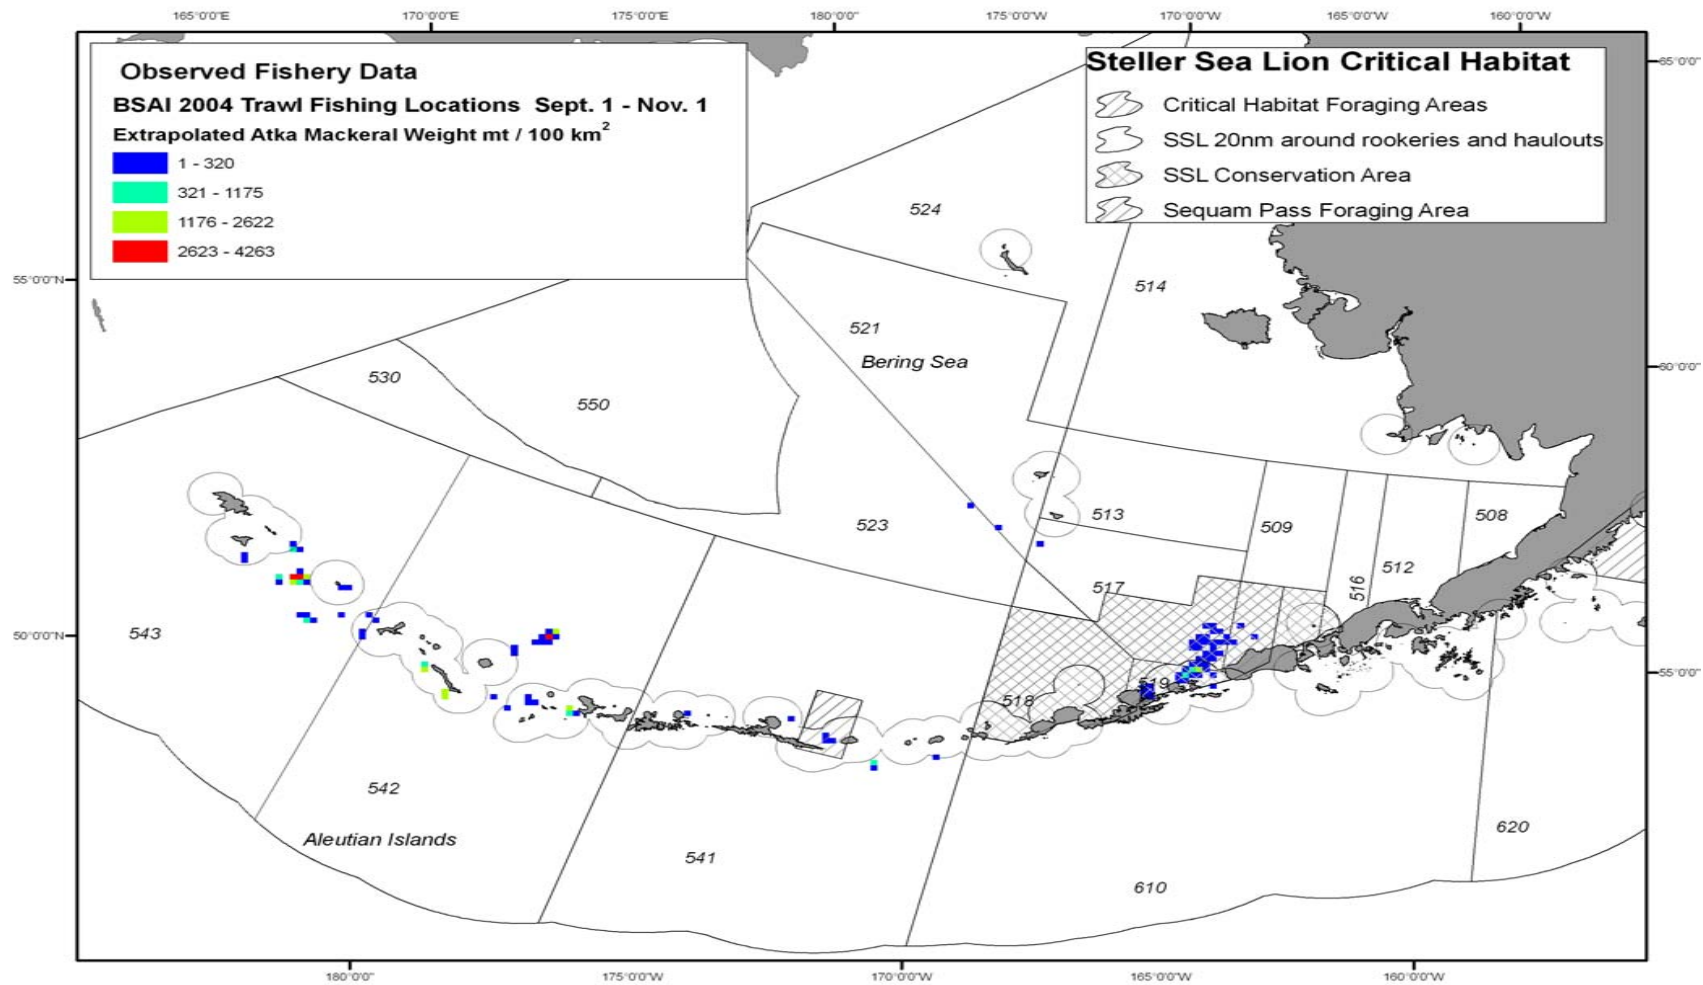 165°0'0"E 170°0'0"E 175°0'0"E 180°0'0" 175°0'0"W 170°0'0"W 165°0'0"W 160°0'0"W
Observed Fishery Data
BSAI 2004 Trawl Fishing Locations Sept. 1 - Nov. 1
Extrapolated Atka Mackeral Weight mt / 100 km2
1 - 320
321 - 1175
1176 - 2622
2623 - 4263
Steller Sea Lion Critical Habitat
Critical Habitat Foraging Areas
SSL 20nm around rookeries and haulouts
SSL Conservation Area
Sequam Pass Foraging Area
65°0'0"
524
55°0'0"N
514
521
Bering Sea
60°0'0"
530
550
523
513
509
508
512
516
517
50°0'0"N
543
55°0'0"
519
518
542
Aleutian Islands
541
620
610
180°0'0" 175°0'0"W 170°0'0"W 165°0'0"W 160°0'0"W